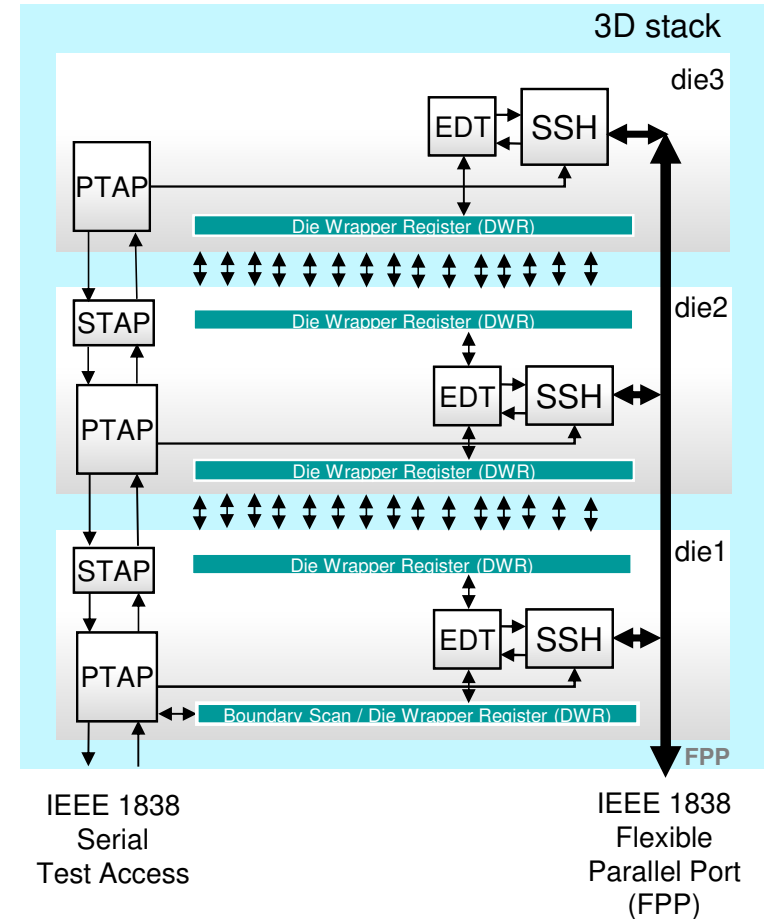 3D stack
die3
EDT
SSH
PTAP
Die Wrapper Register (DWR)
die2
STAP
Die Wrapper Register (DWR)
EDT
SSH
PTAP
Die Wrapper Register (DWR)
die1
STAP
Die Wrapper Register (DWR)
EDT
SSH
PTAP
Boundary Scan / Die Wrapper Register (DWR)
FPP
IEEE 1838
Serial
Test Access
IEEE 1838
Flexible
Parallel Port
(FPP)